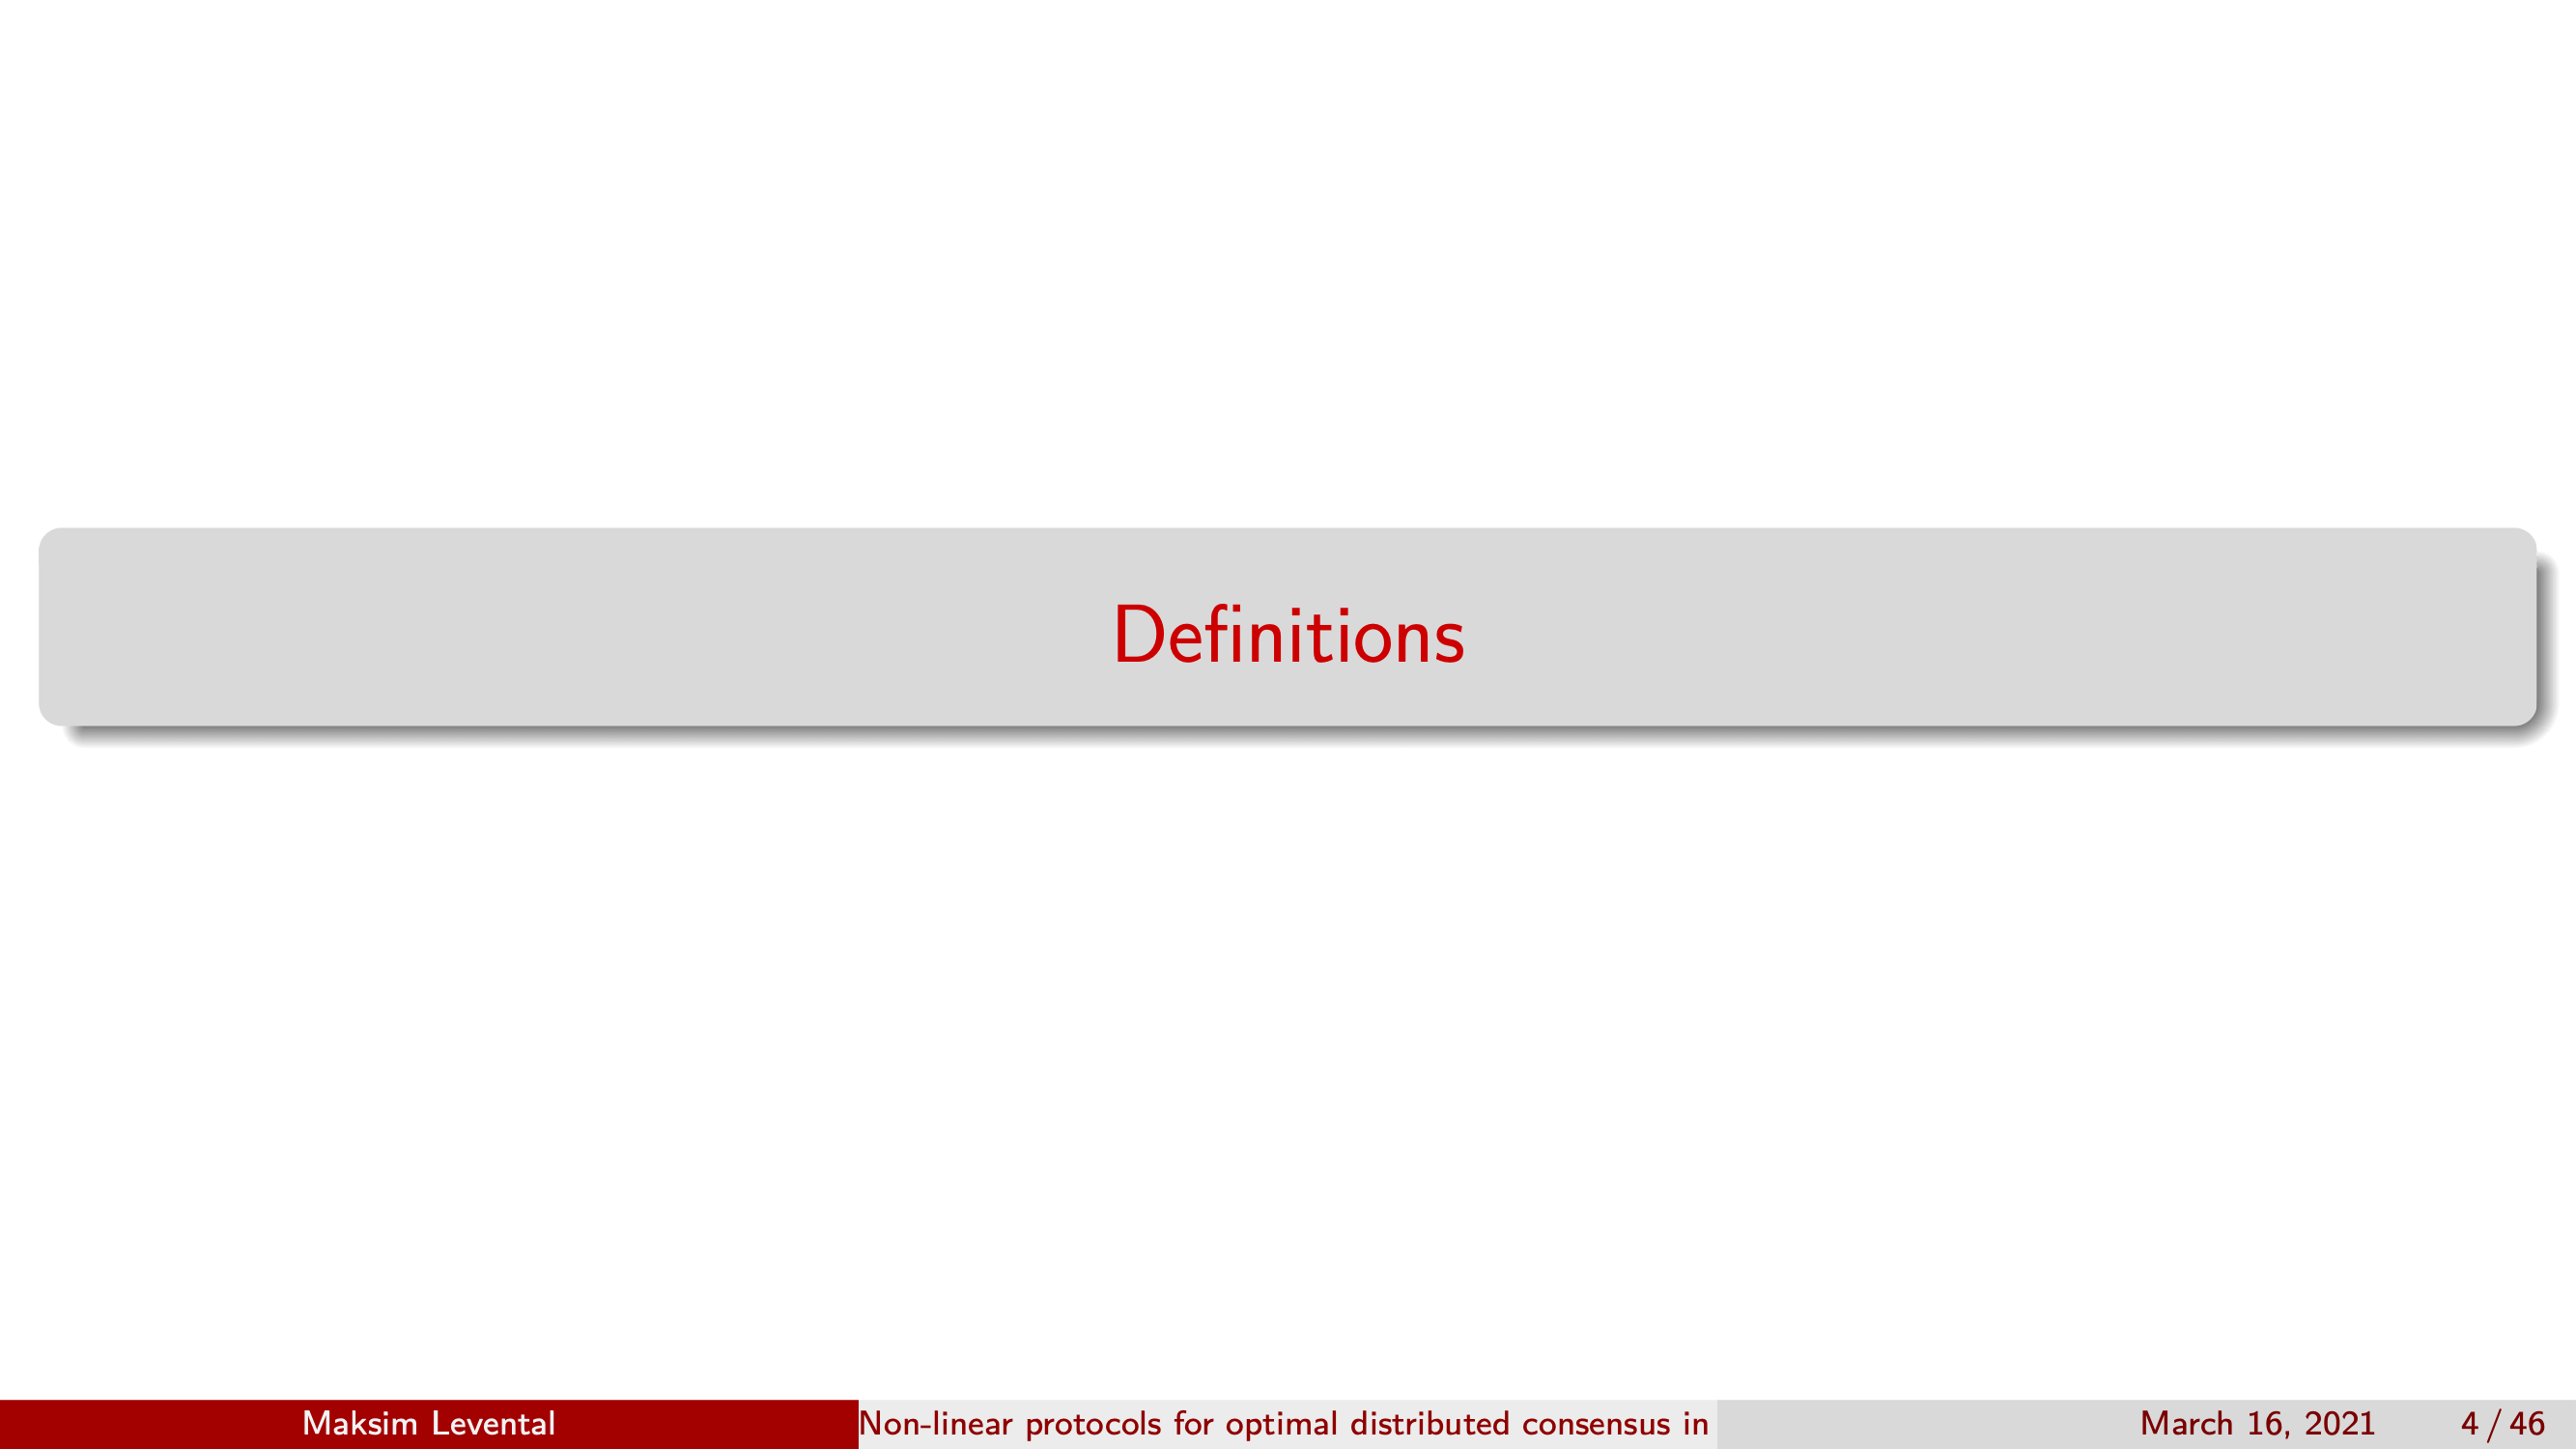 Definitions
Maksim Levental
Non-linear protocols for optimal distributed consensus in
March 16, 2021
4 / 46